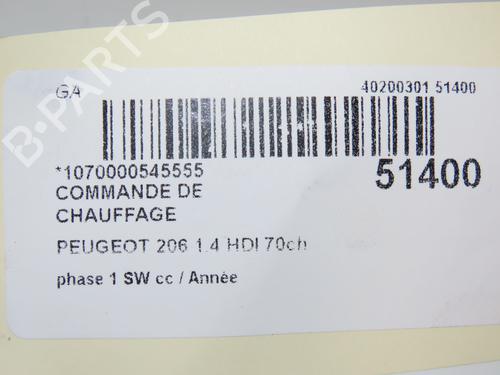 GA
40200301 51400
*1070000545555
51400
COMMANDE DE
CHAUFFAGE
PEUGEOT 206 1.4 HDI 70ch
phase 1 SW cc / Année
B-PARTS